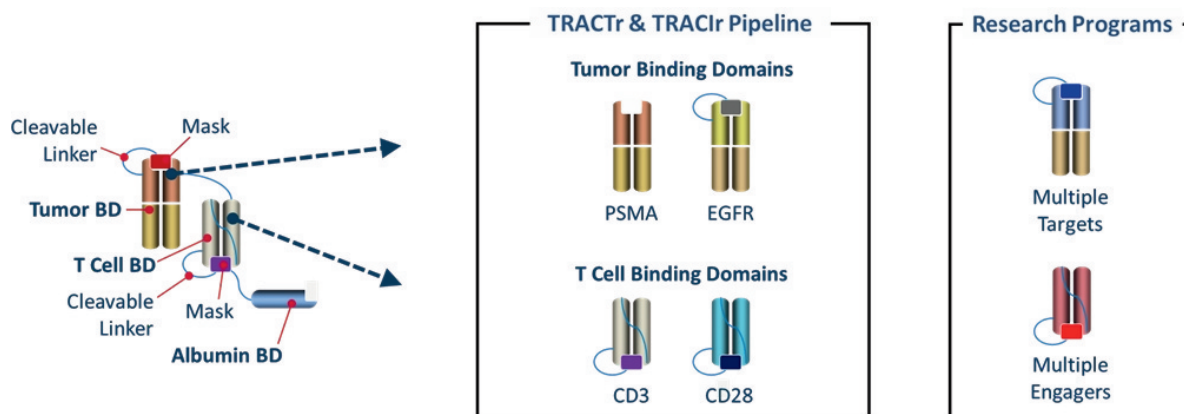 Cleavable
Linker
Mask
Tumor BD
T Cell BD
Cleavable
Linker
Mask
Albumin BD
TRACTr & TRACIr Pipeline
Tumor Binding Domains
PSMA
EGFR
T Cell Binding Domains
CD3
CD28
Research Programs
Multiple
Targets
Multiple
Engagers